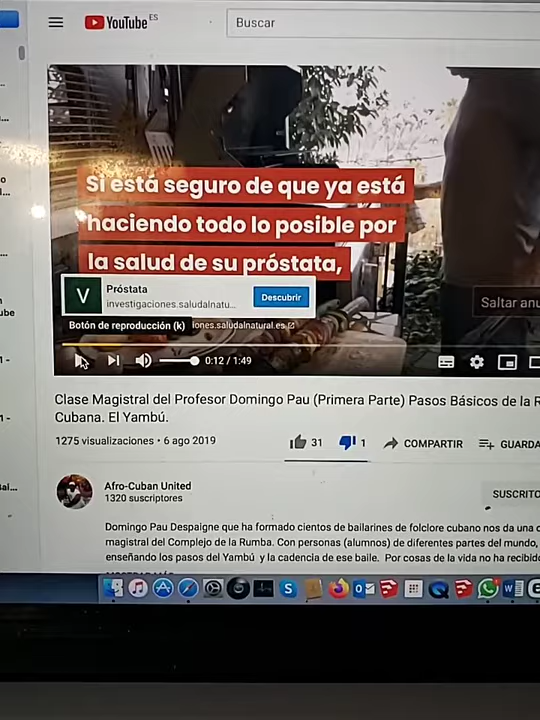 YouTube ES
Buscar
Si está seguro de que ya está
haciendo todo lo posible por
la salud de su próstata,
V
Próstata
investigaciones.saludalnatu...
Descubrir
Saltar anu
Botón de reproducción (k)
iones.saludalnatural.es
0:12 / 1:49
Clase Magistral del Profesor Domingo Pau (Primera Parte) Pasos Básicos de la R
Cubana. El Yambú.
1275 visualizaciones • 6 ago 2019
31
1
COMPARTIR
GUARDA
Afro-Cuban United
1320 suscriptores
SUSCRITO
Domingo Pau Despaigne que ha formado cientos de bailarines de folclore cubano nos da una c
magistral del Complejo de la Rumba. Con personas (alumnos) de diferentes partes del mundo,
enseñando los pasos del Yambú y la cadencia de ese baile. Por cosas de la vida no ha recibido